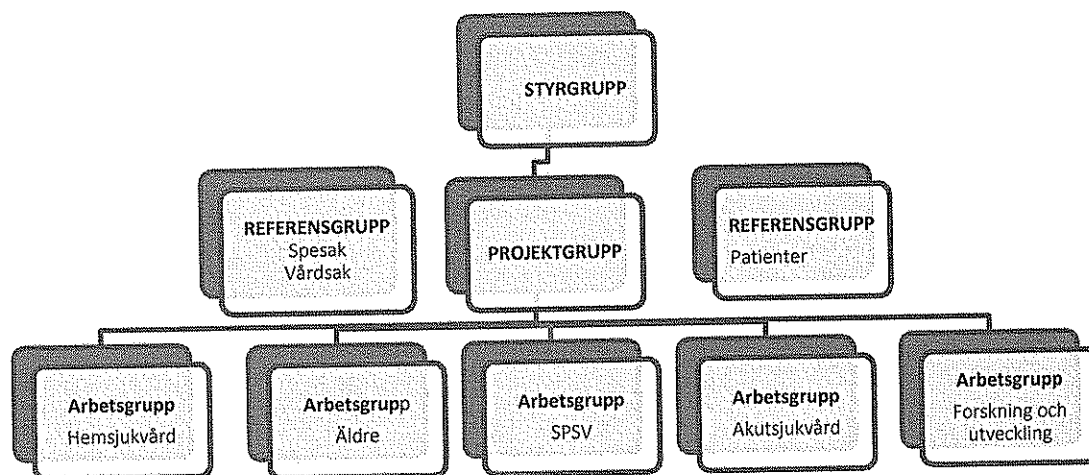 STYRGRUPP
REFERENSGRUPP
Spesak
Vårdsak
PROJEKTGRUPP
REFERENSGRUPP
Patienter
Arbetsgrupp
Hemsjukvård
Arbetsgrupp
Äldre
Arbetsgrupp
SPSV
Arbetsgrupp
Akutsjukvård
Arbetsgrupp
Forskning och
utveckling